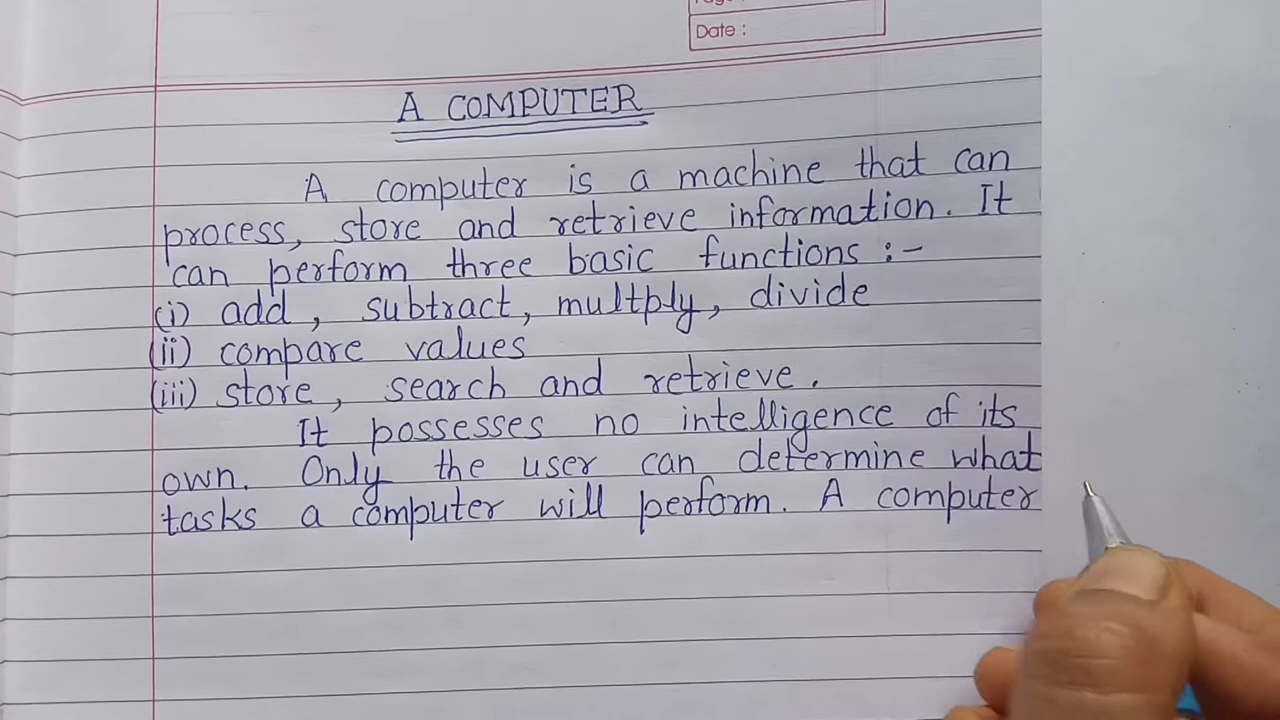 Date :
A COMPUTER
A computer is a machine that can
process, store and retrieve information. It
can perform three basic functions :-
(i) add, subtract, multply, divide
(ii) compare values
(iii) store, search and retrieve.
It possesses no intelligence of its
own. Only the user can determine what
tasks a computer will perform. A computer